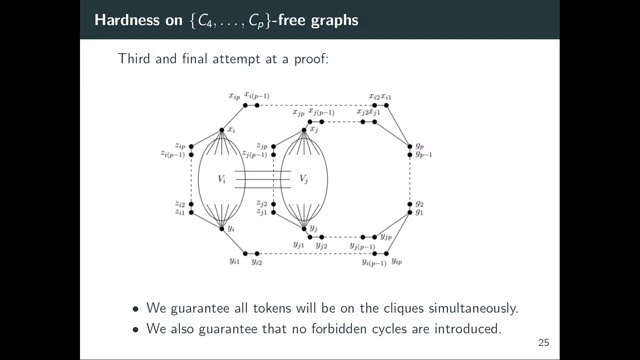 Hardness on {C₄, . . . , Cₚ}-free graphs
Third and final attempt at a proof:
x_{ip} x_{i(p−1)} x_{i2} x_{i1}
x_{jp} x_{j(p−1)} x_{j2} x_{j1}
x_i x_j
z_{ip} z_{jp} g_p
z_{i(p−1)} z_{j(p−1)} g_{p−1}
V_i V_j
z_{i2} z_{j2} g_2
z_{i1} z_{j1} g_1
y_i y_j
y_{j1} y_{j2} y_{j(p−1)} y_{jp}
y_{i1} y_{i2} y_{i(p−1)} y_{ip}
• We guarantee all tokens will be on the cliques simultaneously.
• We also guarantee that no forbidden cycles are introduced.
25